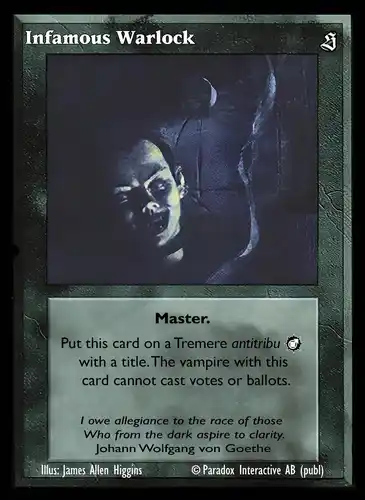 Infamous Warlock
Master.
Put this card on a Tremere antitribu
with a title. The vampire with this
card cannot cast votes or ballots.
I owe allegiance to the race of those
Who from the dark aspire to clarity.
Johann Wolfgang von Goethe
Illus: James Allen Higgins © Paradox Interactive AB (publ)